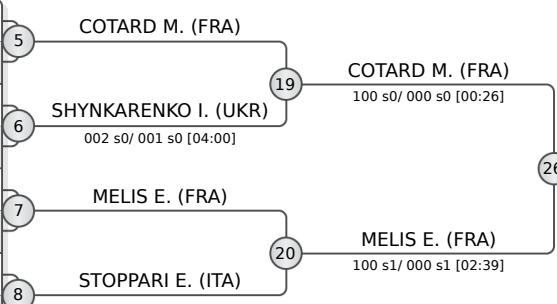 COTARD M. (FRA)
5
19
COTARD M. (FRA)
100 s0/ 000 s0 [00:26]
SHYNKARENKO I. (UKR)
6
002 s0/ 001 s0 [04:00]
26
MELIS E. (FRA)
7
20
MELIS E. (FRA)
100 s1/ 000 s1 [02:39]
STOPPARI E. (ITA)
8